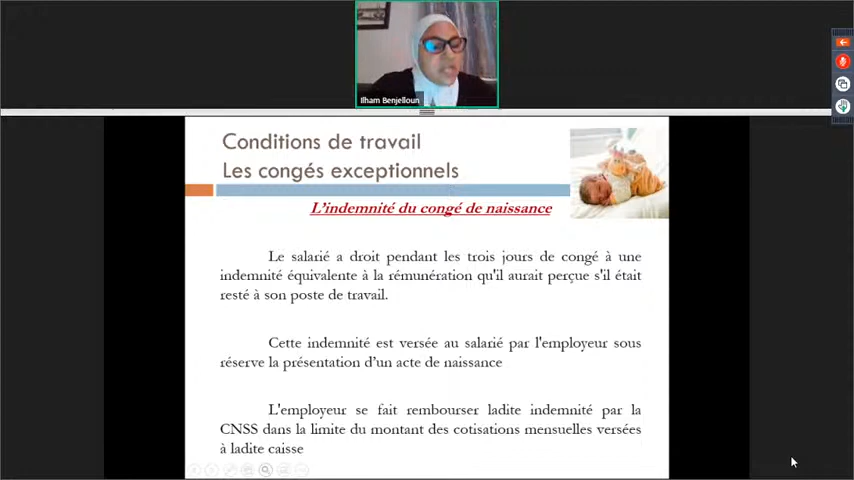 Ilham Benjelloun
Conditions de travail
Les congés exceptionnels
L'indemnité du congé de naissance
Le salarié a droit pendant les trois jours de congé à une
indemnité équivalente à la rémunération qu'il aurait perçue s'il était
resté à son poste de travail.
Cette indemnité est versée au salarié par l'employeur sous
réserve la présentation d'un acte de naissance
L'employeur se fait rembourser ladite indemnité par la
CNSS dans la limite du montant des cotisations mensuelles versées
à ladite caisse